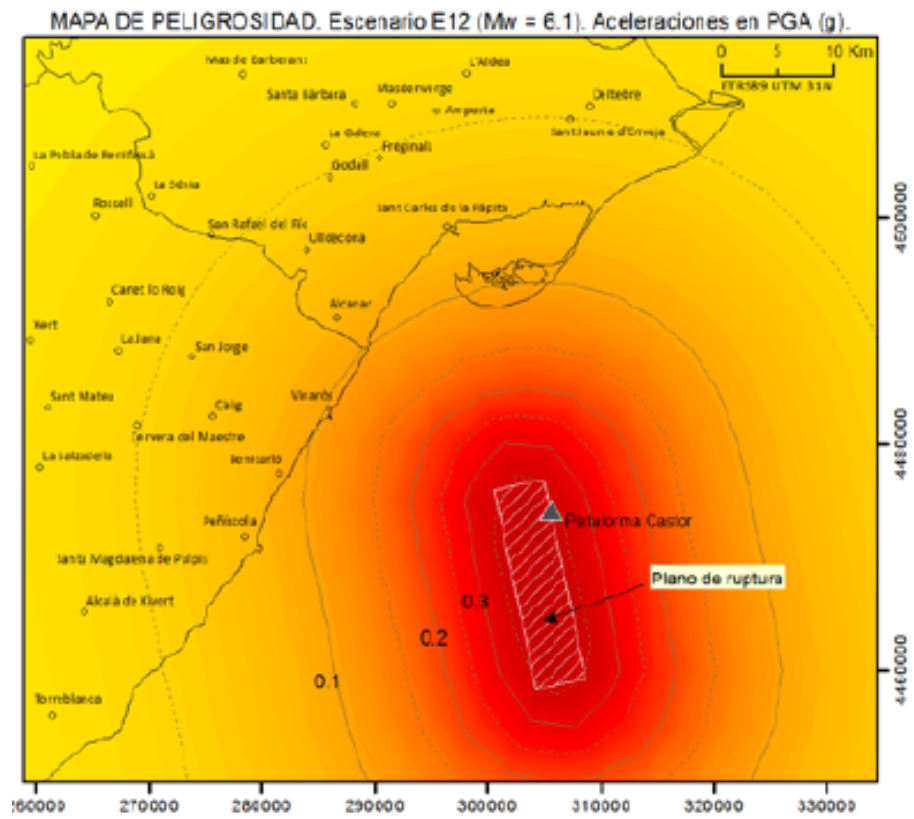 MAPA DE PELIGROSIDAD. Escenario E12 (Mw = 6.1). Aceleraciones en PGA (g).
0 5 10 Km
ETRS89 UTM 31N
Mas de Barberans
L'Aldea
Santa Bàrbara
Masdenverge
Amposta
Deltebre
Sant Jaume d'Enveja
La Galera
Freginals
Godall
La Pobla de Benifassà
La Sénia
Rossell
Sant Carles de la Ràpita
San Rafael del Río
Ulldecona
4500000
Canet lo Roig
Alcanar
Xert
La Jana
San Jorge
Sant Mateu
Calig
Vinaròs
Cervera del Maestre
4480000
La Salzadella
Benicarló
Peñíscola
Plataforma Castor
Santa Magdalena de Pulpis
Plano de ruptura
Alcalà de Xivert
0.3
0.2
0.1
4460000
Torreblanca
260000 270000 280000 290000 300000 310000 320000 330000